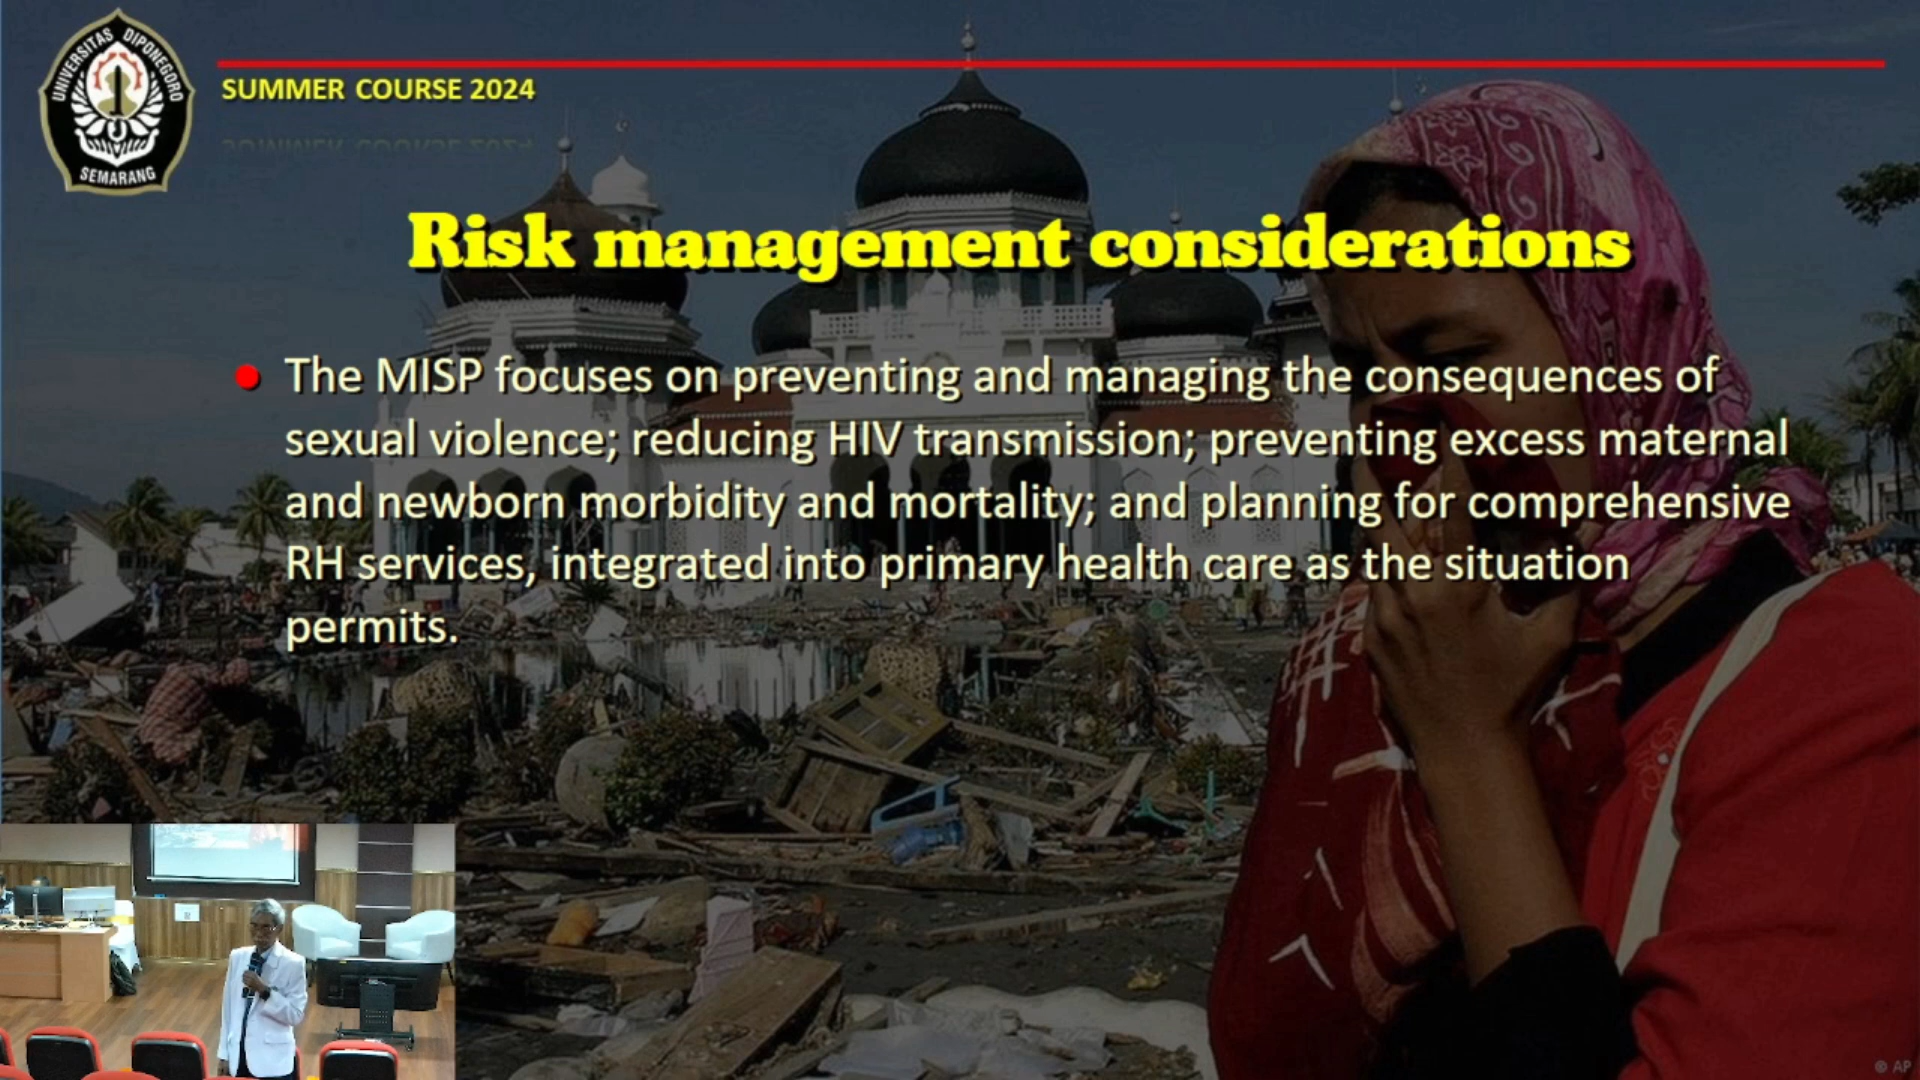 UNIVERSITAS DIPONEGORO
SEMARANG
SUMMER COURSE 2024
Risk management considerations
The MISP focuses on preventing and managing the consequences of
sexual violence; reducing HIV transmission; preventing excess maternal
and newborn morbidity and mortality; and planning for comprehensive
RH services, integrated into primary health care as the situation
permits.
© AP